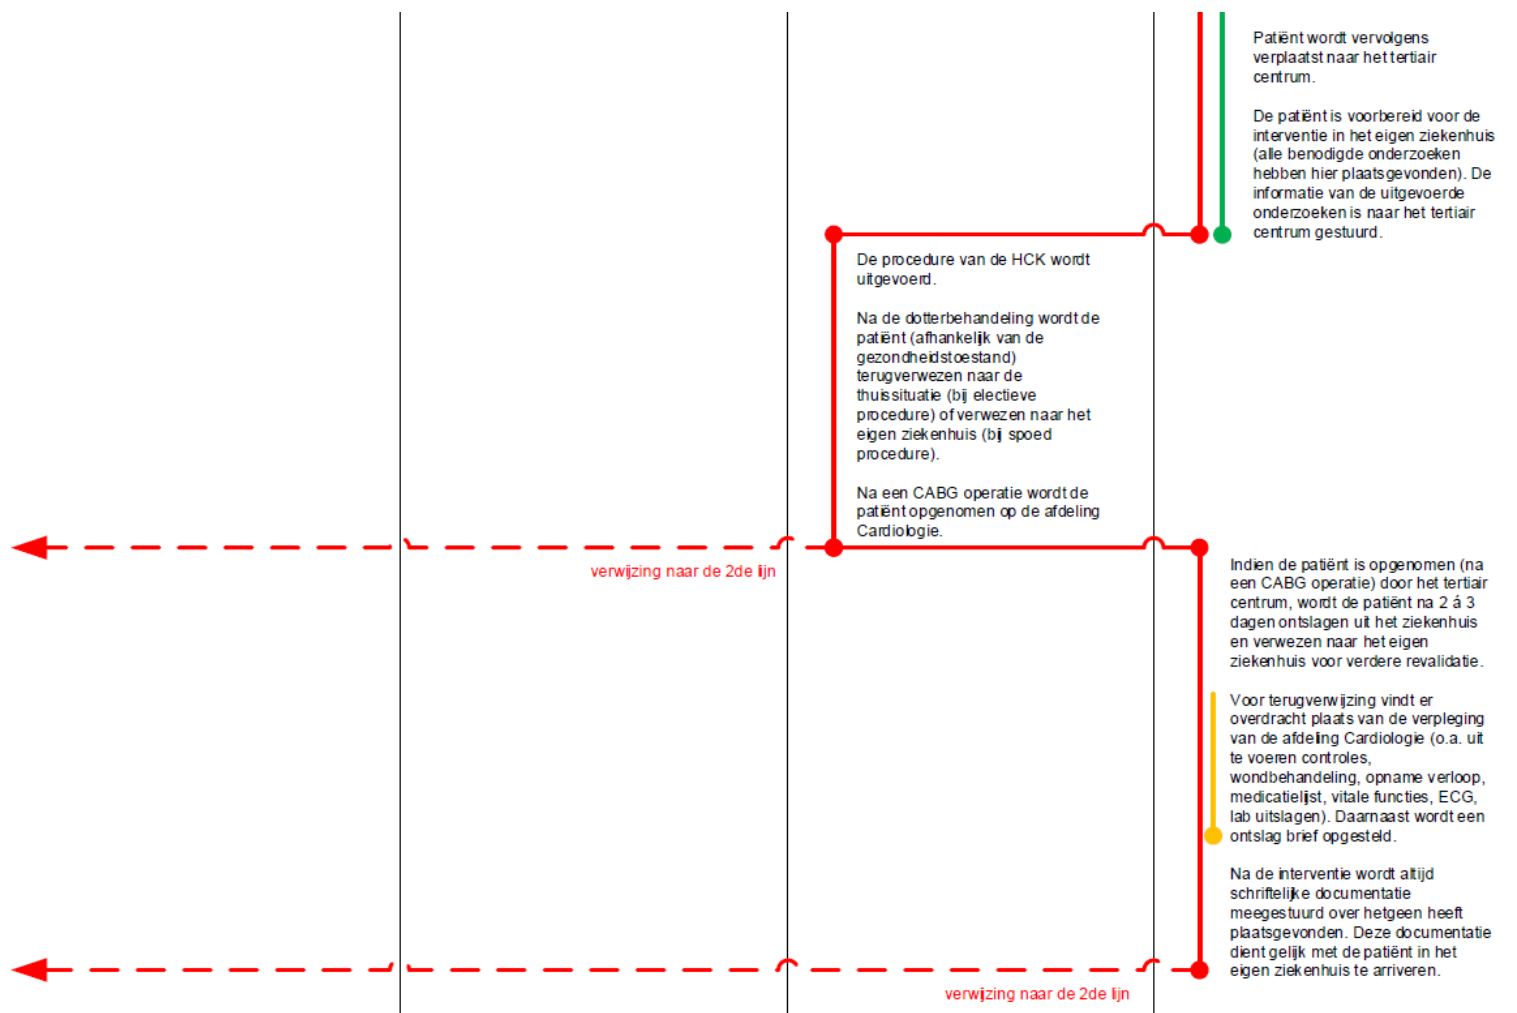 Patiënt wordt vervolgens
verplaatst naar het tertiair
centrum.
De patiënt is voorbereid voor de
interventie in het eigen ziekenhuis
(alle benodigde onderzoeken
hebben hier plaatsgevonden). De
informatie van de uitgevoerde
onderzoeken is naar het tertiair
centrum gestuurd.
De procedure van de HCK wordt
uitgevoerd.
Na de dotterbehandeling wordt de
patiënt (afhankelijk van de
gezondheidstoestand)
terugverwezen naar de
thuissituatie (bij electieve
procedure) of verwezen naar het
eigen ziekenhuis (bij spoed
procedure).
Na een CABG operatie wordt de
patiënt opgenomen op de afdeling
Cardiologie.
verwijzing naar de 2de lijn
Indien de patiënt is opgenomen (na
een CABG operatie) door het tertiair
centrum, wordt de patiënt na 2 á 3
dagen ontslagen uit het ziekenhuis
en verwezen naar het eigen
ziekenhuis voor verdere revalidatie.
Voor terugverwijzing vindt er
overdracht plaats van de verpleging
van de afdeling Cardiologie (o.a. uit
te voeren controles,
wondbehandeling, opname verloop,
medicatielijst, vitale functies, ECG,
lab uitslagen). Daarnaast wordt een
ontslag brief opgesteld.
Na de interventie wordt altijd
schriftelijke documentatie
meegestuurd over hetgeen heeft
plaatsgevonden. Deze documentatie
dient gelijk met de patiënt in het
eigen ziekenhuis te arriveren.
verwijzing naar de 2de lijn